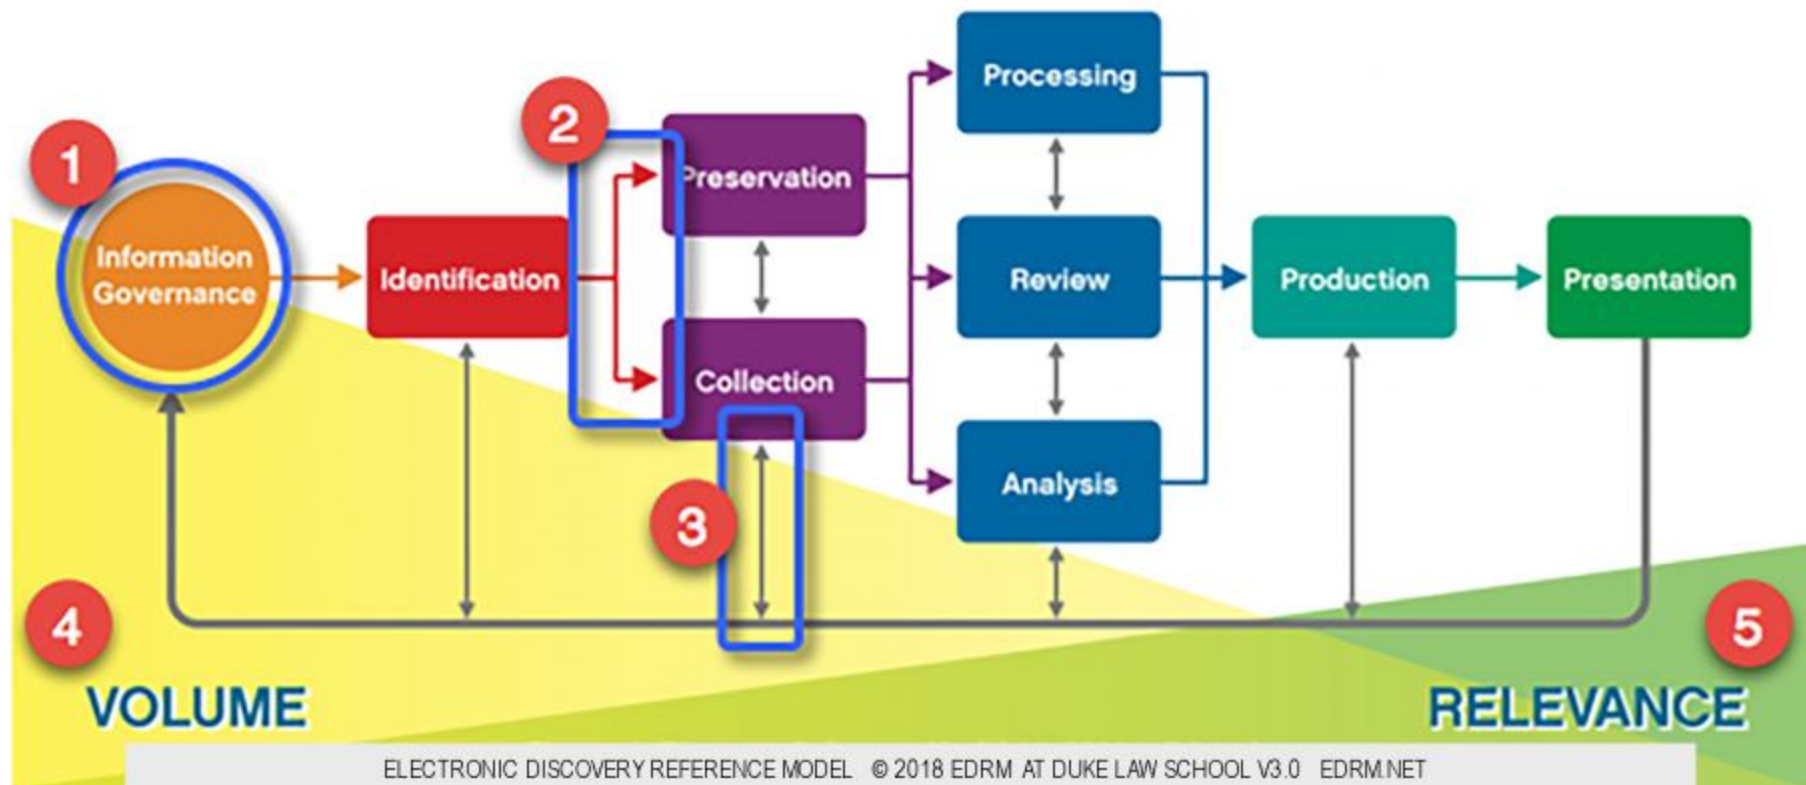 1
Information
Governance
Identification
2
Preservation
Collection
3
Processing
Review
Analysis
Production
Presentation
4
VOLUME
5
RELEVANCE
ELECTRONIC DISCOVERY REFERENCE MODEL © 2018 EDRM AT DUKE LAW SCHOOL V3.0 EDRM.NET